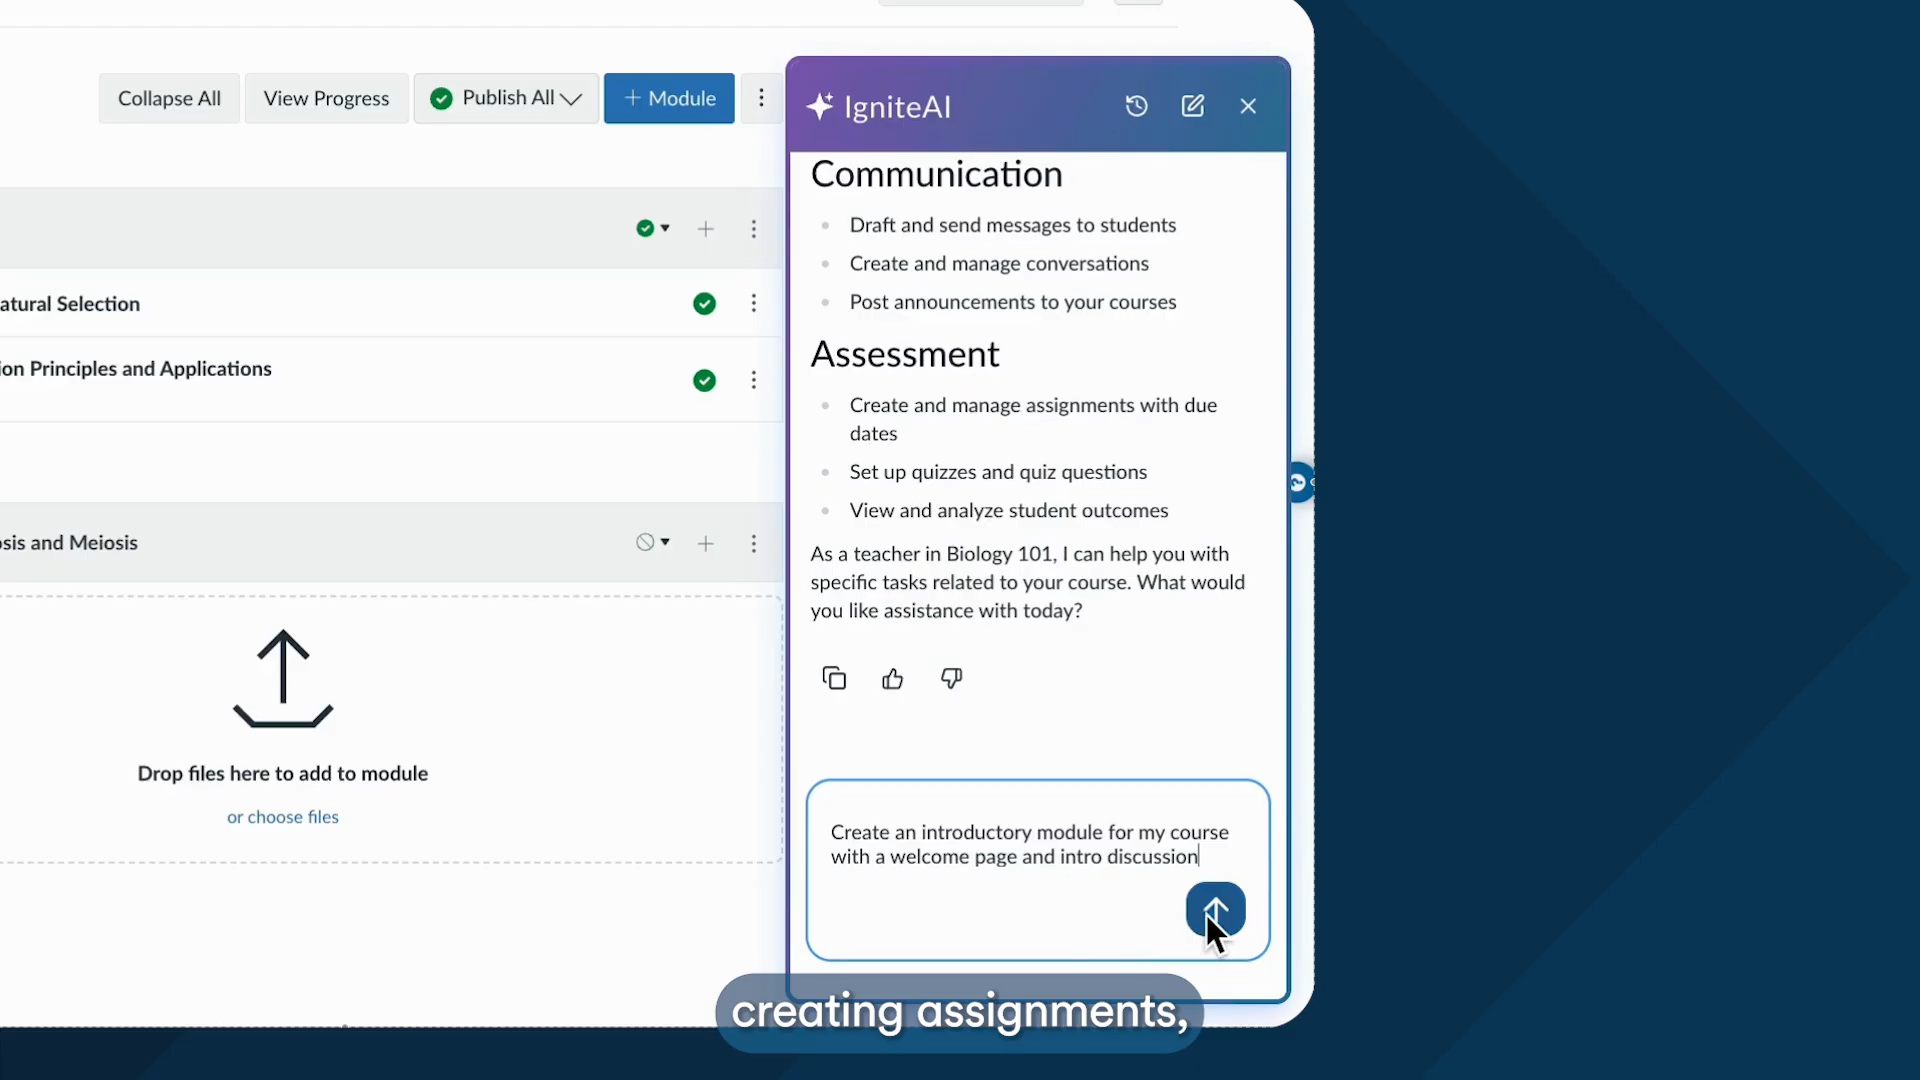 Collapse All
View Progress
Publish All
+ Module
IgniteAI
Communication
Draft and send messages to students
Create and manage conversations
Post announcements to your courses
Assessment
Create and manage assignments with due
dates
Set up quizzes and quiz questions
View and analyze student outcomes
As a teacher in Biology 101, I can help you with
specific tasks related to your course. What would
you like assistance with today?
atural Selection
ion Principles and Applications
osis and Meiosis
Drop files here to add to module
or choose files
Create an introductory module for my course
with a welcome page and intro discussion
creating assignments,